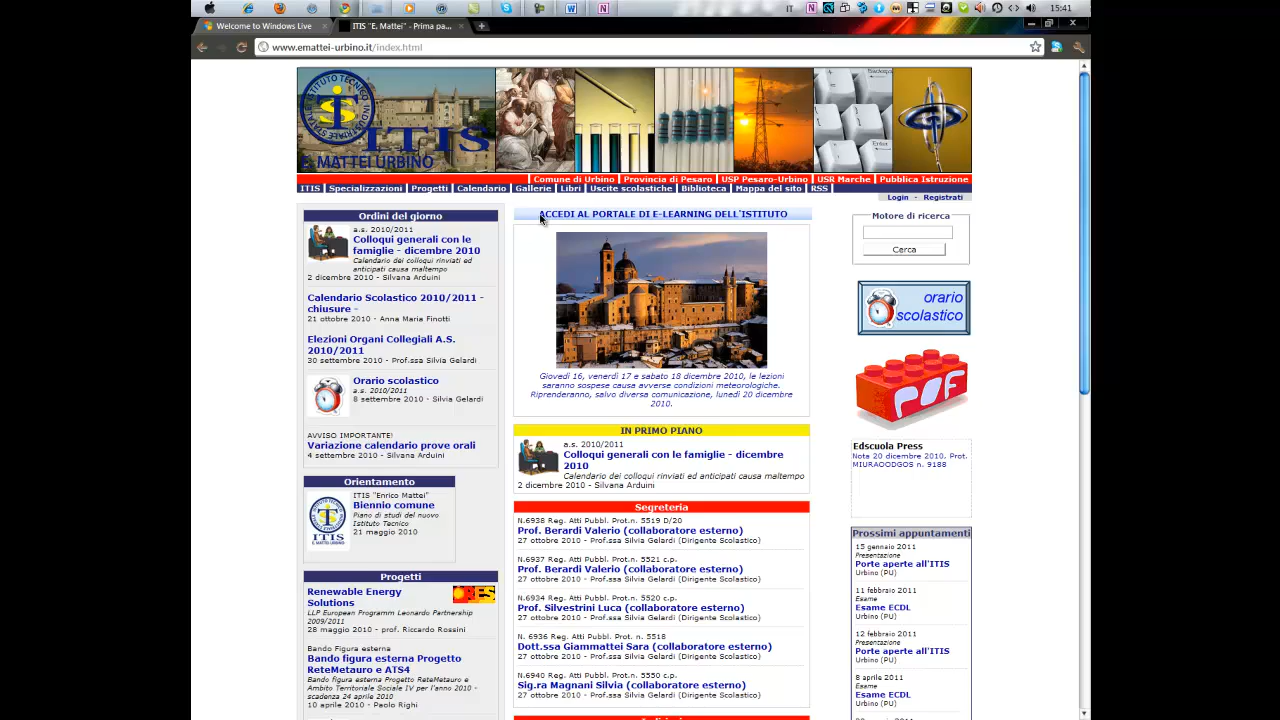 IT
15:41
Welcome to Windows Live
ITIS "E. Mattei" - Prima pa...
www.emattei-urbino.it/index.html
ISTITUTO TECNICO INDUSTRIALE STATALE
ITIS
E. MATTEI URBINO
Comune di Urbino | Provincia di Pesaro | USP Pesaro-Urbino | USR Marche | Pubblica Istruzione
ITIS | Specializzazioni | Progetti | Calendario | Gallerie | Libri | Uscite scolastiche | Biblioteca | Mappa del sito | RSS |
Login - Registrati
Ordini del giorno
a.s. 2010/2011
Colloqui generali con le
famiglie - dicembre 2010
Calendario dei colloqui rinviati ed
anticipati causa maltempo
2 dicembre 2010 - Silvana Arduini
Calendario Scolastico 2010/2011 -
chiusure -
21 ottobre 2010 - Anna Maria Finotti
Elezioni Organi Collegiali A.S.
2010/2011
30 settembre 2010 - Prof.ssa Silvia Gelardi
Orario scolastico
a.s. 2010/2011
8 settembre 2010 - Silvia Gelardi
AVVISO IMPORTANTE!
Variazione calendario prove orali
4 settembre 2010 - Silvana Arduini
Orientamento
ITIS "Enrico Mattei"
Biennio comune
Piano di studi del nuovo
Istituto Tecnico
21 maggio 2010
ITIS
Progetti
Renewable Energy
Solutions
LLP European Programm Leonardo Partnership
2009/2011
28 maggio 2010 - prof. Riccardo Rossini
Bando Figura esterna
Bando figura esterna Progetto
ReteMetauro e ATS4
Bando figura esterna Progetto ReteMetauro e
Ambito Territoriale Sociale IV per l'anno 2010 -
scadenza 24 aprile 2010
10 aprile 2010 - Paolo Righi
ACCEDI AL PORTALE DI E-LEARNING DELL'ISTITUTO
Giovedì 16, venerdì 17 e sabato 18 dicembre 2010, le lezioni
saranno sospese causa avverse condizioni meteorologiche.
Riprenderanno, salvo diversa comunicazione, lunedì 20 dicembre
2010.
IN PRIMO PIANO
a.s. 2010/2011
Colloqui generali con le famiglie - dicembre
2010
Calendario dei colloqui rinviati ed anticipati causa maltempo
2 dicembre 2010 - Silvana Arduini
Segreteria
N.6938 Reg. Atti Pubbl. Prot.n. 5519 D/20
Prof. Berardi Valerio (collaboratore esterno)
27 ottobre 2010 - Prof.ssa Silvia Gelardi (Dirigente Scolastico)
N.6937 Reg. Atti Pubbl. Prot.n. 5521 c.p.
Prof. Berardi Valerio (collaboratore esterno)
27 ottobre 2010 - Prof.ssa Silvia Gelardi (Dirigente Scolastico)
N.6934 Reg. Atti Pubbl. Prot.n. 5520 c.p.
Prof. Silvestrini Luca (collaboratore esterno)
27 ottobre 2010 - Prof.ssa Silvia Gelardi (Dirigente Scolastico)
N. 6936 Reg. Atti Pubbl. Prot. n. 5518
Dott.ssa Giammattei Sara (collaboratore esterno)
27 ottobre 2010 - Prof.ssa Silvia Gelardi (Dirigente Scolastico)
N.6940 Reg. Atti Pubbl. Prot.n. 5550 c.p.
Sig.ra Magnani Silvia (collaboratore esterno)
27 ottobre 2010 - Prof.ssa Silvia Gelardi (Dirigente Scolastico)
Motore di ricerca
Cerca
orario
scolastico
POF
Edscuola Press
Nota 20 dicembre 2010, Prot.
MIURAOODGOS n. 9188
Prossimi appuntamenti
15 gennaio 2011
Presentazione
Porte aperte all'ITIS
Urbino (PU)
11 febbraio 2011
Esame
Esame ECDL
Urbino (PU)
12 febbraio 2011
Presentazione
Porte aperte all'ITIS
Urbino (PU)
8 aprile 2011
Esame
Esame ECDL
Urbino (PU)